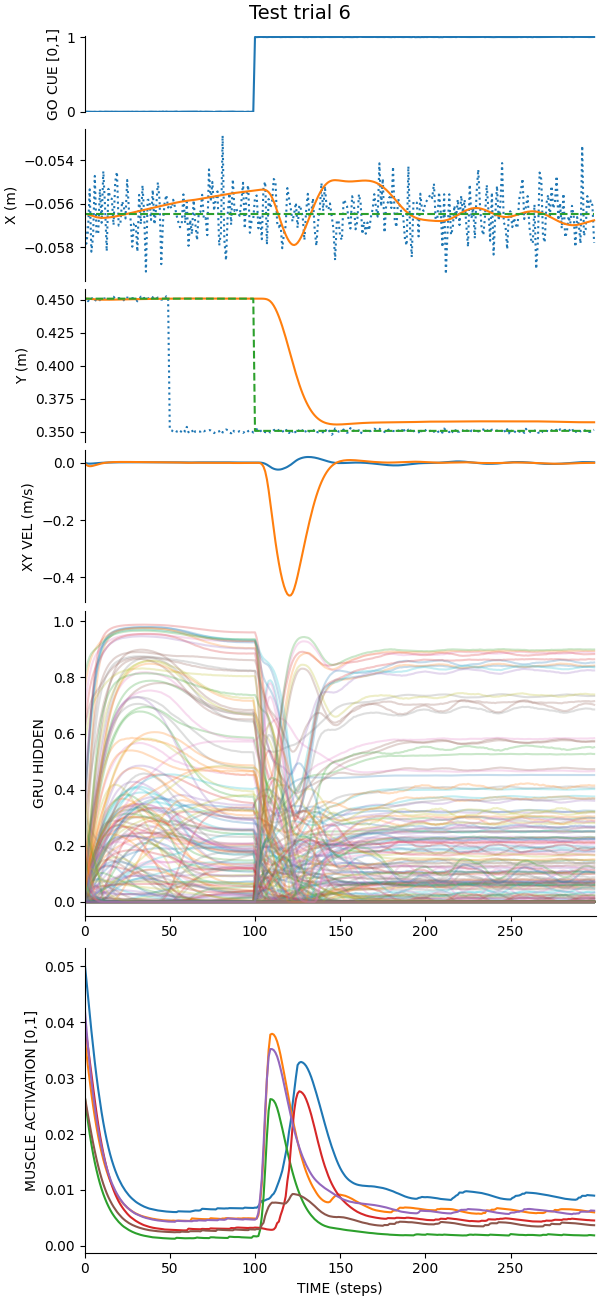 Test trial 6
GO CUE [0,1]
1
0
X (m)
−0.054
−0.056
−0.058
Y (m)
0.450
0.425
0.400
0.375
0.350
XY VEL (m/s)
0.0
−0.2
−0.4
GRU HIDDEN
1.0
0.8
0.6
0.4
0.2
0.0
0 50 100 150 200 250
MUSCLE ACTIVATION [0,1]
0.05
0.04
0.03
0.02
0.01
0.00
0 50 100 150 200 250
TIME (steps)